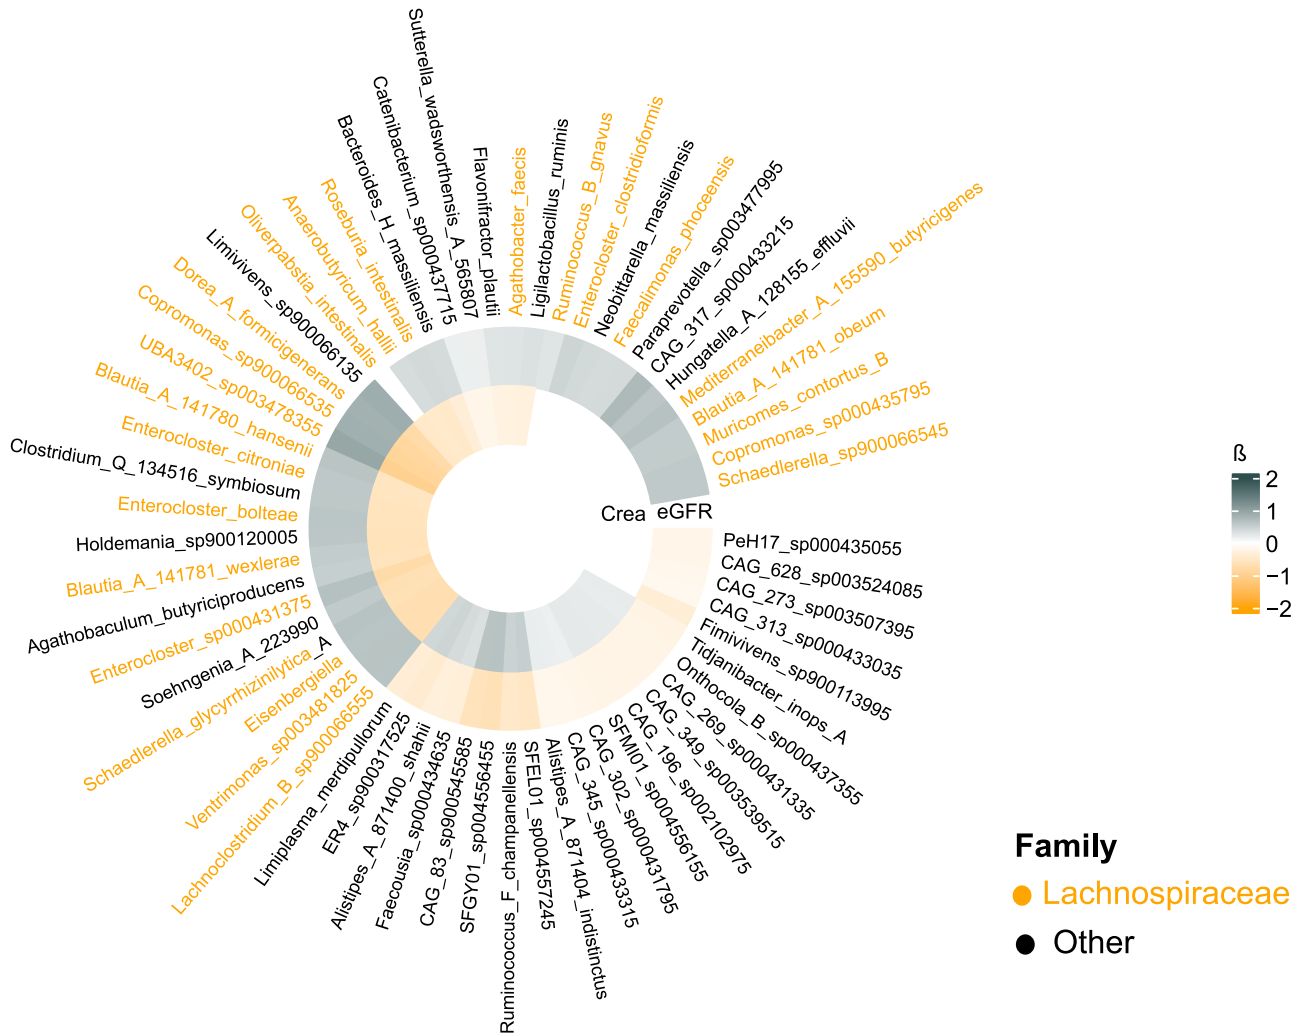 Schaedlerella_sp900066545
Copromonas_sp000435795
Muricomes_contortus_B
Blautia_A_141781_obeum
Mediterraneibacter_A_155590_butyricigenes
Hungatella_A_128155_effluvii
CAG_317_sp000433215
Paraprevotella_sp003477995
Faecalimonas_phoceensis
Neobittarella_massiliensis
Enterocloster_clostridioformis
Ruminococcus_B_gnavus
Ligilactobacillus_ruminis
Agathobacter_faecis
Flavonifractor_plautii
Sutterella_wadsworthensis_A_565807
Catenibacterium_sp000437715
Bacteroides_H_massiliensis
Roseburia_intestinalis
Anaerobutyricum_hallii
Oliverpabstia_intestinalis
Limivivens_sp900066135
Dorea_A_formicigenerans
Copromonas_sp900066535
UBA3402_sp003478355
Blautia_A_141780_hansenii
Enterocloster_citroniae
Clostridium_Q_134516_symbiosum
Enterocloster_bolteae
Holdemania_sp900120005
Blautia_A_141781_wexlerae
Agathobaculum_butyriciproducens
Enterocloster_sp000431375
Soehngenia_A_223990
Schaedlerella_glycyrrhizinilytica_A
Eisenbergiella
Ventrimonas_sp003481825
Lachnoclostridium_B_sp900066555
Limiplasma_merdipullorum
ER4_sp900317525
Alistipes_A_871400_shahii
Faecousia_sp000434635
CAG_83_sp900545585
SFGY01_sp004556455
Ruminococcus_F_champanellensis
SFEL01_sp004557245
Alistipes_A_871404_indistinctus
CAG_345_sp000433315
CAG_302_sp000431795
SFMI01_sp004556155
CAG_196_sp002102975
CAG_349_sp003539515
CAG_269_sp000431335
Onthocola_B_sp000437355
Tidjanibacter_inops_A
Fimivivens_sp900113995
CAG_313_sp000433035
CAG_273_sp003507395
CAG_628_sp003524085
PeH17_sp000435055
Crea eGFR
ß
2
1
0
−1
−2
Family
Lachnospiraceae
Other